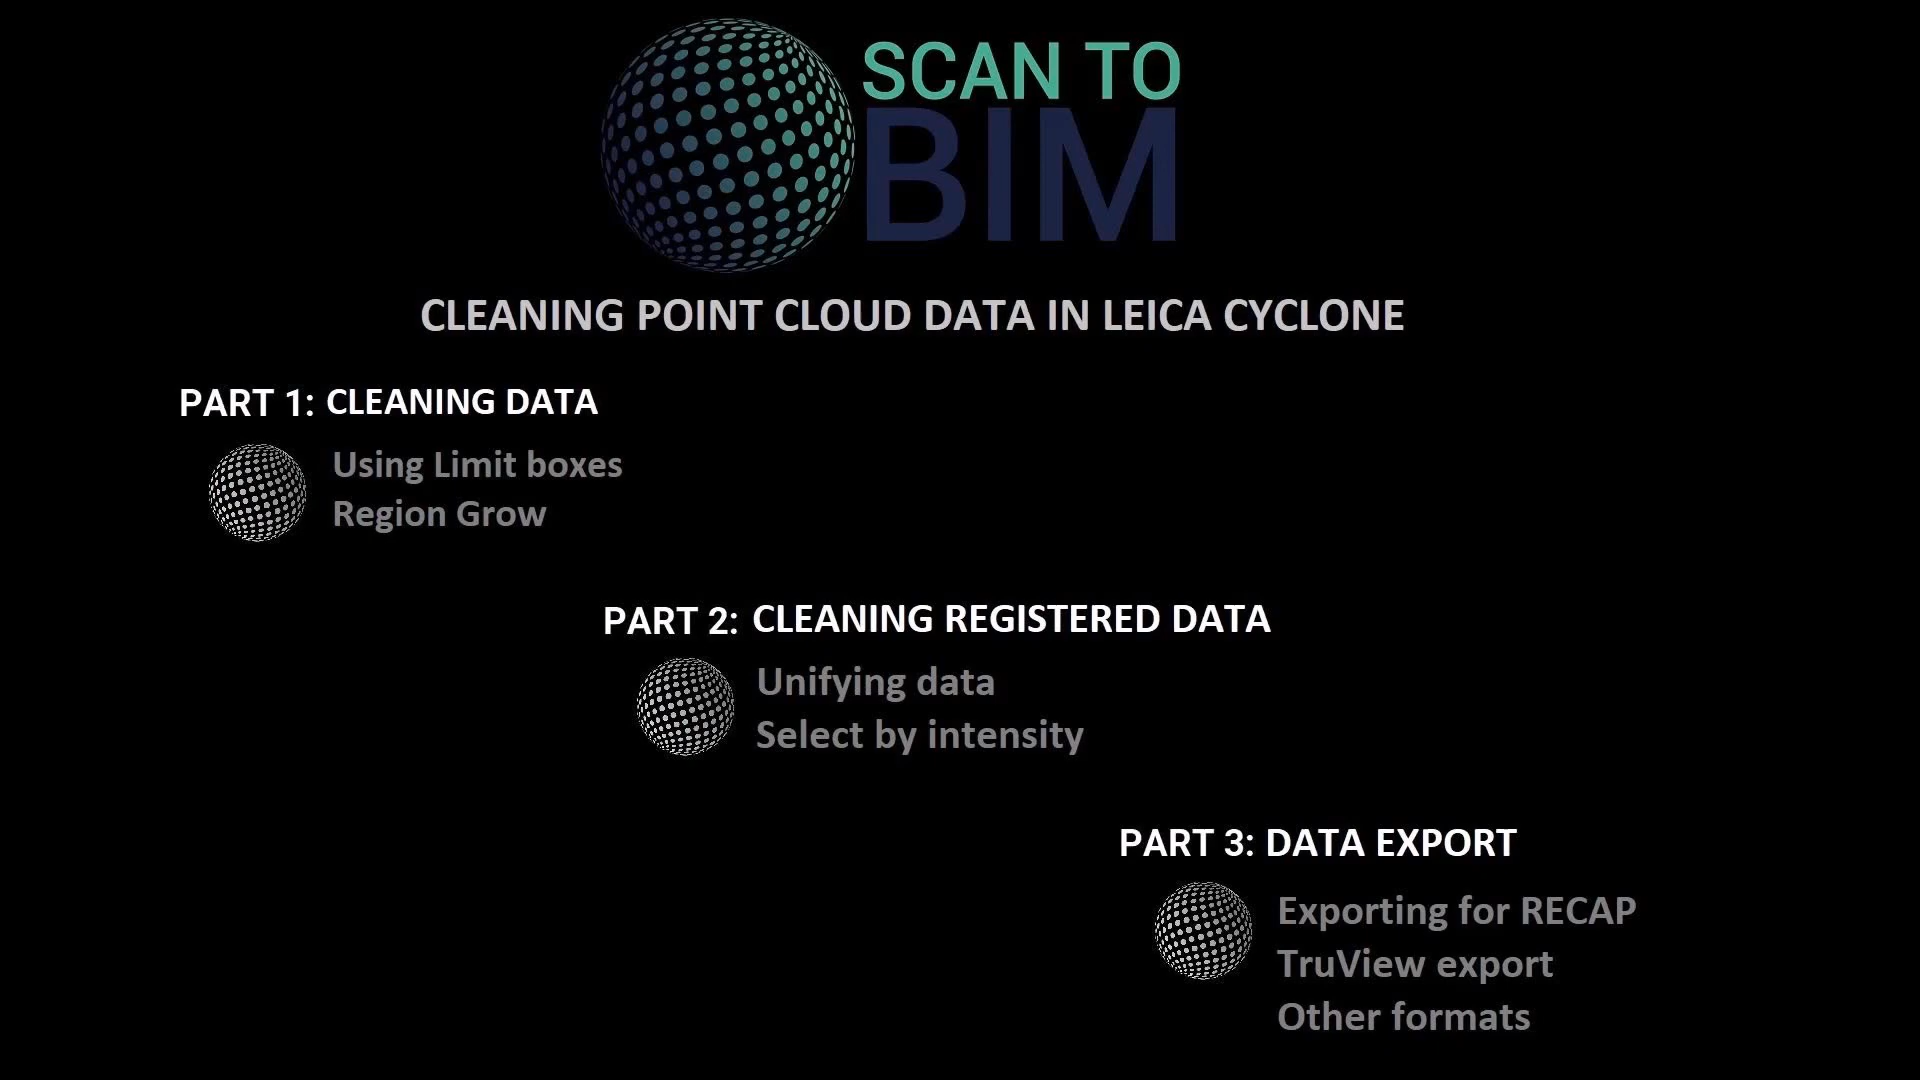 SCAN TO
BIM
CLEANING POINT CLOUD DATA IN LEICA CYCLONE
PART 1: CLEANING DATA
Using Limit boxes
Region Grow
PART 2: CLEANING REGISTERED DATA
Unifying data
Select by intensity
PART 3: DATA EXPORT
Exporting for RECAP
TruView export
Other formats